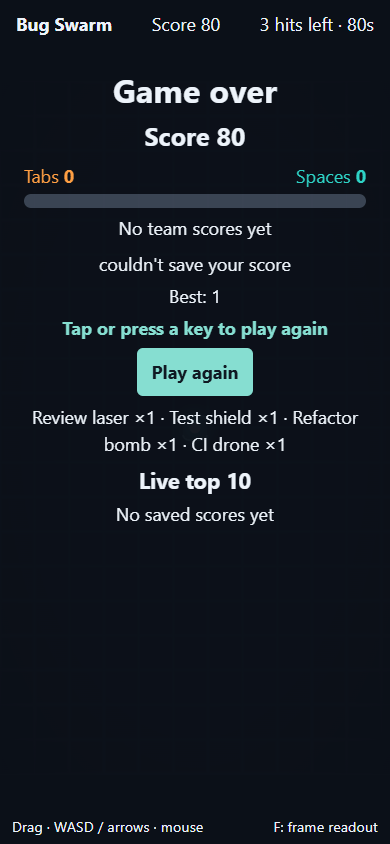 Bug Swarm Score 80 3 hits left · 80s
Game over
Score 80
Tabs 0 Spaces 0
No team scores yet
couldn't save your score
Best: 1
Tap or press a key to play again
Play again
Review laser ×1 · Test shield ×1 · Refactor
bomb ×1 · CI drone ×1
Live top 10
No saved scores yet
Drag · WASD / arrows · mouse F: frame readout